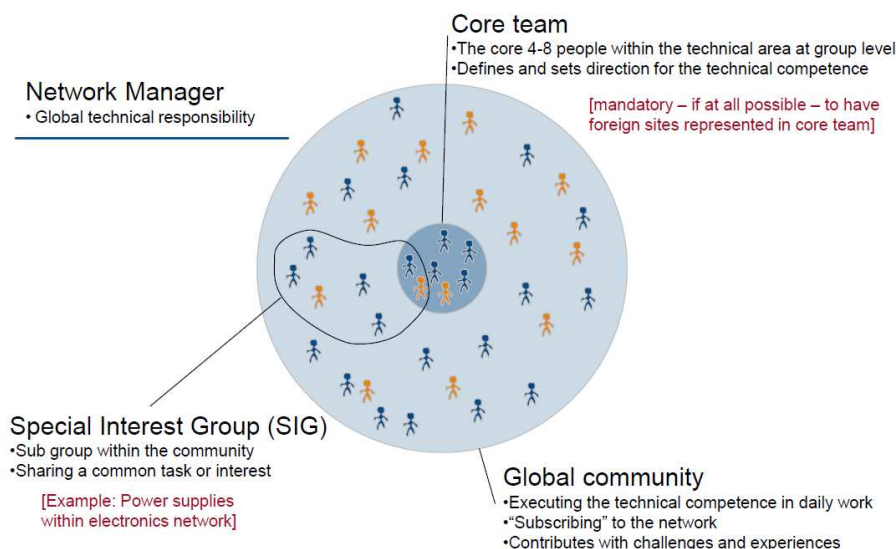 Core team
•The core 4-8 people within the technical area at group level
•Defines and sets direction for the technical competence
[mandatory – if at all possible – to have
foreign sites represented in core team]
Network Manager
• Global technical responsibility
Special Interest Group (SIG)
•Sub group within the community
•Sharing a common task or interest
[Example: Power supplies
within electronics network]
Global community
•Executing the technical competence in daily work
•“Subscribing” to the network
•Contributes with challenges and experiences